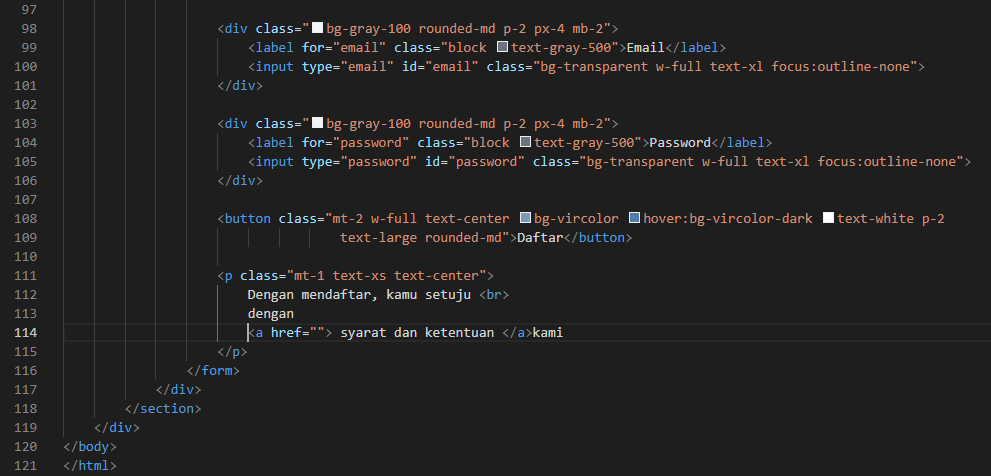 97
98 <div class="bg-gray-100 rounded-md p-2 px-4 mb-2">
99 <label for="email" class="block text-gray-500">Email</label>
100 <input type="email" id="email" class="bg-transparent w-full text-xl focus:outline-none">
101 </div>
102
103 <div class="bg-gray-100 rounded-md p-2 px-4 mb-2">
104 <label for="password" class="block text-gray-500">Password</label>
105 <input type="password" id="password" class="bg-transparent w-full text-xl focus:outline-none">
106 </div>
107
108 <button class="mt-2 w-full text-center bg-vircolor hover:bg-vircolor-dark text-white p-2
109 text-large rounded-md">Daftar</button>
110
111 <p class="mt-1 text-xs text-center">
112 Dengan mendaftar, kamu setuju <br>
113 dengan
114 <a href=""> syarat dan ketentuan </a>kami
115 </p>
116 </form>
117 </div>
118 </section>
119 </div>
120 </body>
121 </html>